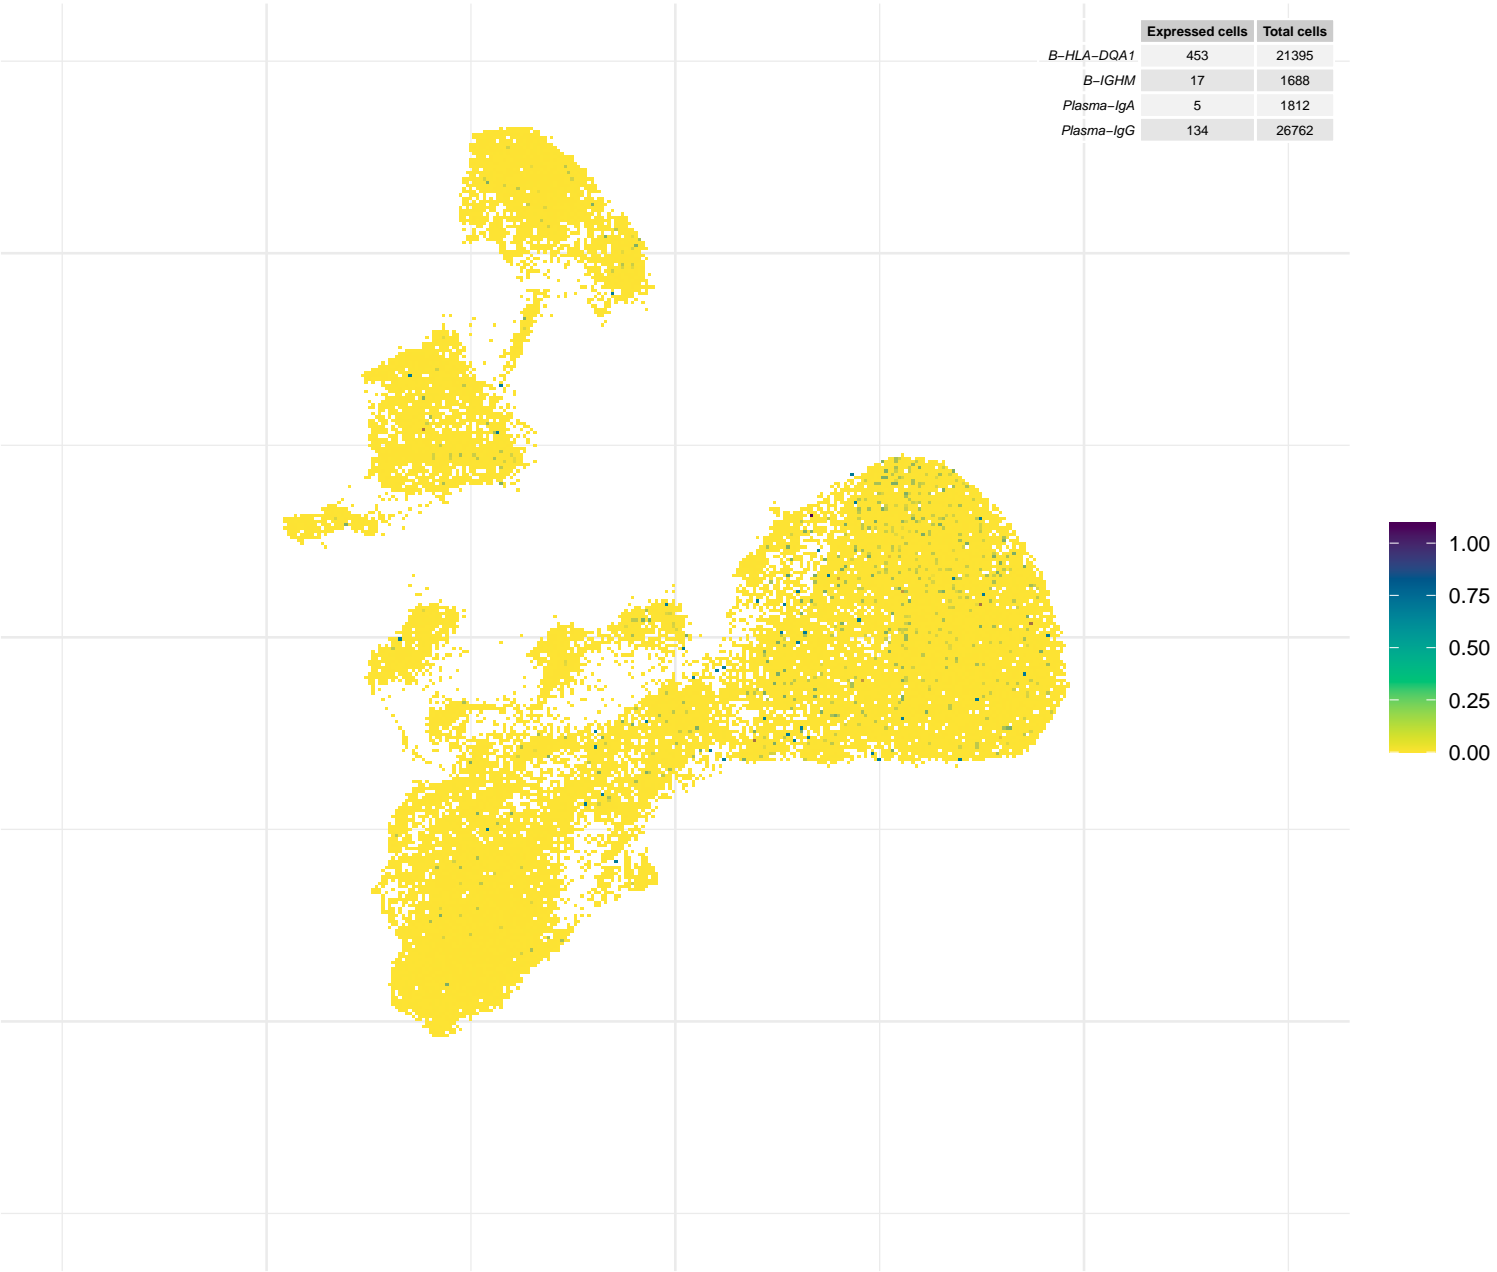 Expressed cells Total cells
B−HLA−DQA1 453 21395
B−IGHM 17 1688
Plasma−IgA 5 1812
Plasma−IgG 134 26762
1.00
0.75
0.50
0.25
0.00